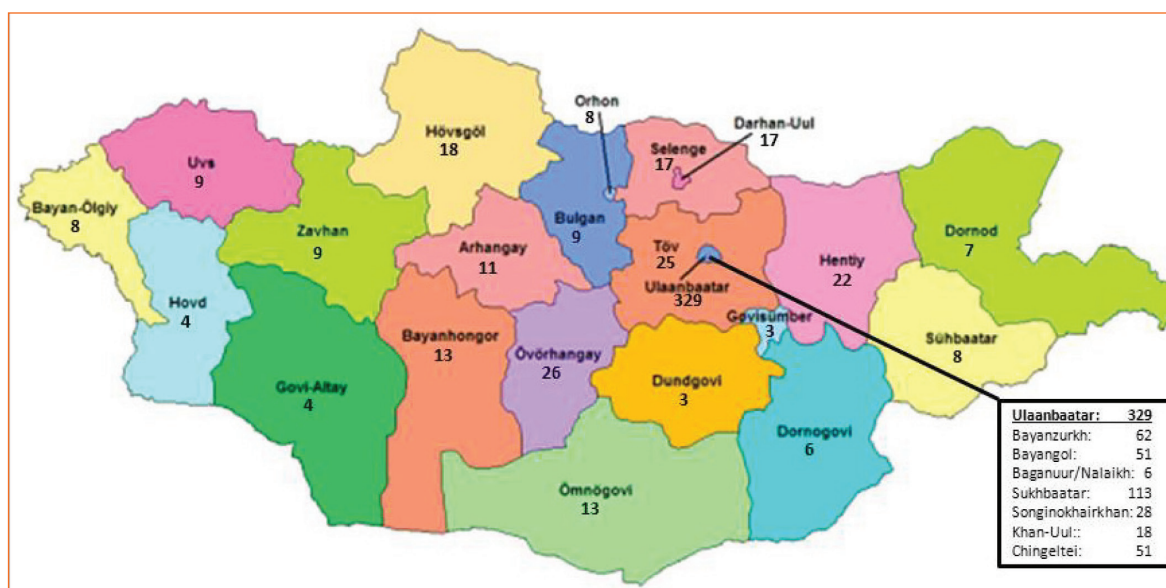 Orhon
8
Darhan-Uul
17
Hövsgöl
18
Selenge
17
Uvs
9
Bayan-Ölgiy
8
Zavhan
9
Bulgan
9
Arhangay
11
Töv
25
Ulaanbaatar
329
Hentiy
22
Dornod
7
Hovd
4
Govisümber
3
Bayanhongor
13
Övörhangay
26
Sühbaatar
8
Govi-Altay
4
Dundgovi
3
Dornogovi
6
Ömnögovi
13
Ulaanbaatar: 329
Bayanzurkh: 62
Bayangol: 51
Baganuur/Nalaikh: 6
Sukhbaatar: 113
Songinokhairkhan: 28
Khan-Uul:: 18
Chingeltei: 51